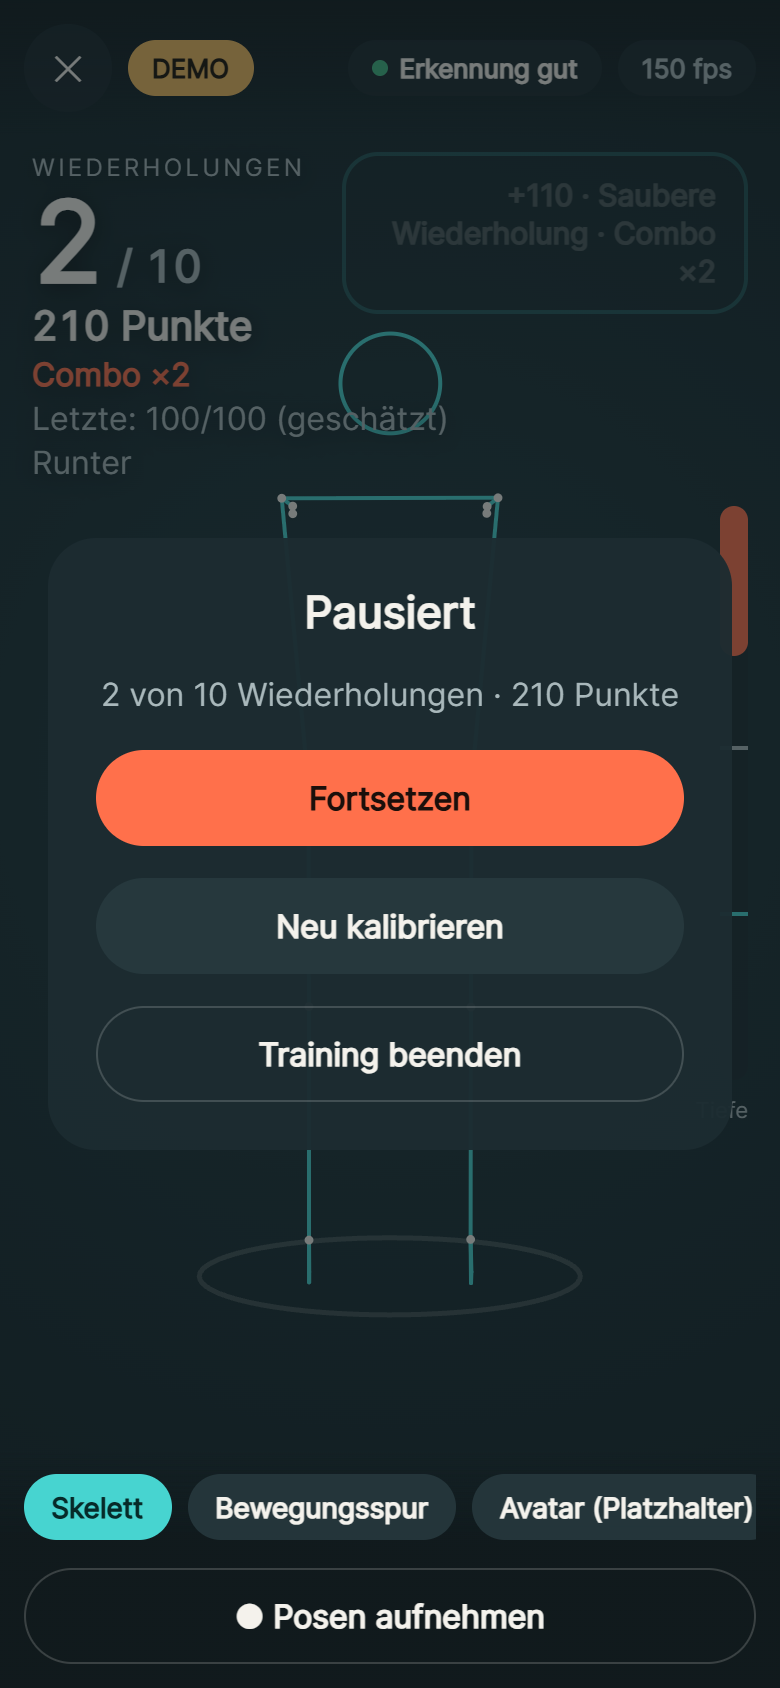 DEMO
Erkennung gut
150 fps
WIEDERHOLUNGEN
2 / 10
210 Punkte
Combo ×2
Letzte: 100/100 (geschätzt)
Runter
+110 · Saubere
Wiederholung · Combo
×2
Pausiert
2 von 10 Wiederholungen · 210 Punkte
Fortsetzen
Neu kalibrieren
Training beenden
Tiefe
Skelett
Bewegungsspur
Avatar (Platzhalter)
Posen aufnehmen